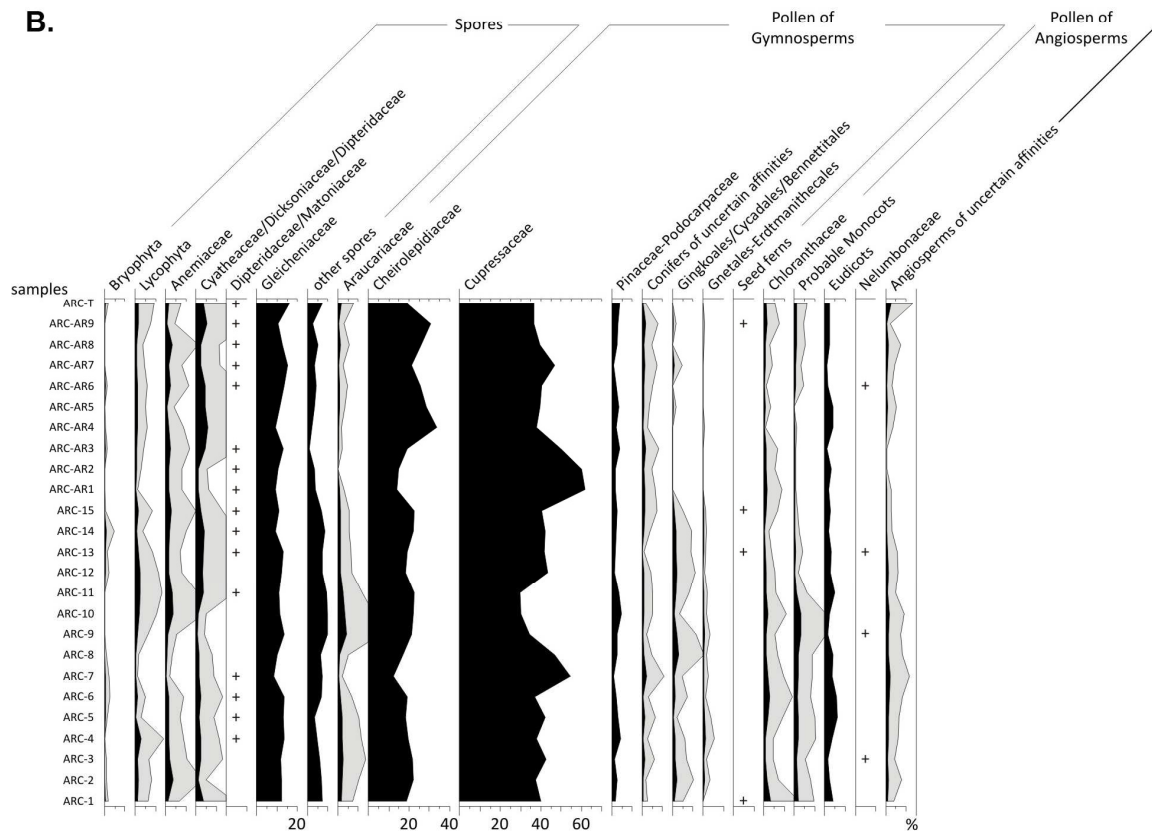 B.
Spores
Pollen of
Gymnosperms
Pollen of
Angiosperms
Bryophyta
Lycophyta
Anemiaceae
Cyatheaceae/Dicksoniaceae/Dipteridaceae
Dipteridaceae/Matoniaceae
Gleicheniaceae
other spores
Araucariaceae
Cheirolepidiaceae
Cupressaceae
Pinaceae-Podocarpaceae
Conifers of uncertain affinities
Gingkoales/Cycadales/Bennettitales
Gnetales-Erdtmanithecales
Seed ferns
Chloranthaceae
Probable Monocots
Eudicots
Nelumbonaceae
Angiosperms of uncertain affinities
samples
ARC-T +
ARC-AR9 + +
ARC-AR8 +
ARC-AR7 +
ARC-AR6 + +
ARC-AR5
ARC-AR4
ARC-AR3 +
ARC-AR2 +
ARC-AR1 +
ARC-15 + +
ARC-14 +
ARC-13 + + +
ARC-12
ARC-11 +
ARC-10
ARC-9 +
ARC-8
ARC-7 +
ARC-6 +
ARC-5 +
ARC-4 +
ARC-3 +
ARC-2
ARC-1 +
20 20 40 20 40 60 %